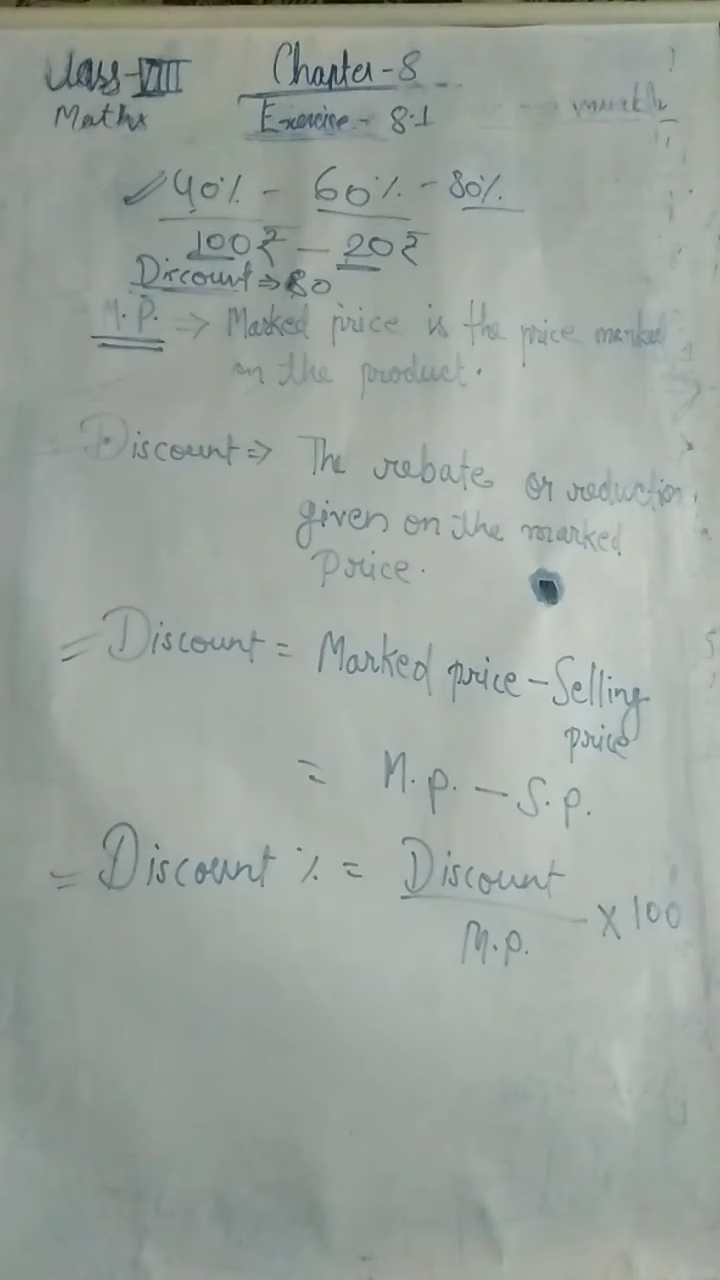 Class-VIII Chapter-8
Maths Exercise - 8.1
40% - 60% - 80%
100₹ - 20₹
Discount ⇒ 80
M.P. ⇒ Marked price is the price marked
on the product.
Discount ⇒ The rebate or reduction
given on the marked
Price.
= Discount = Marked price - Selling
price
= M.p. - S.p.
= Discount % = Discount
M.p. × 100